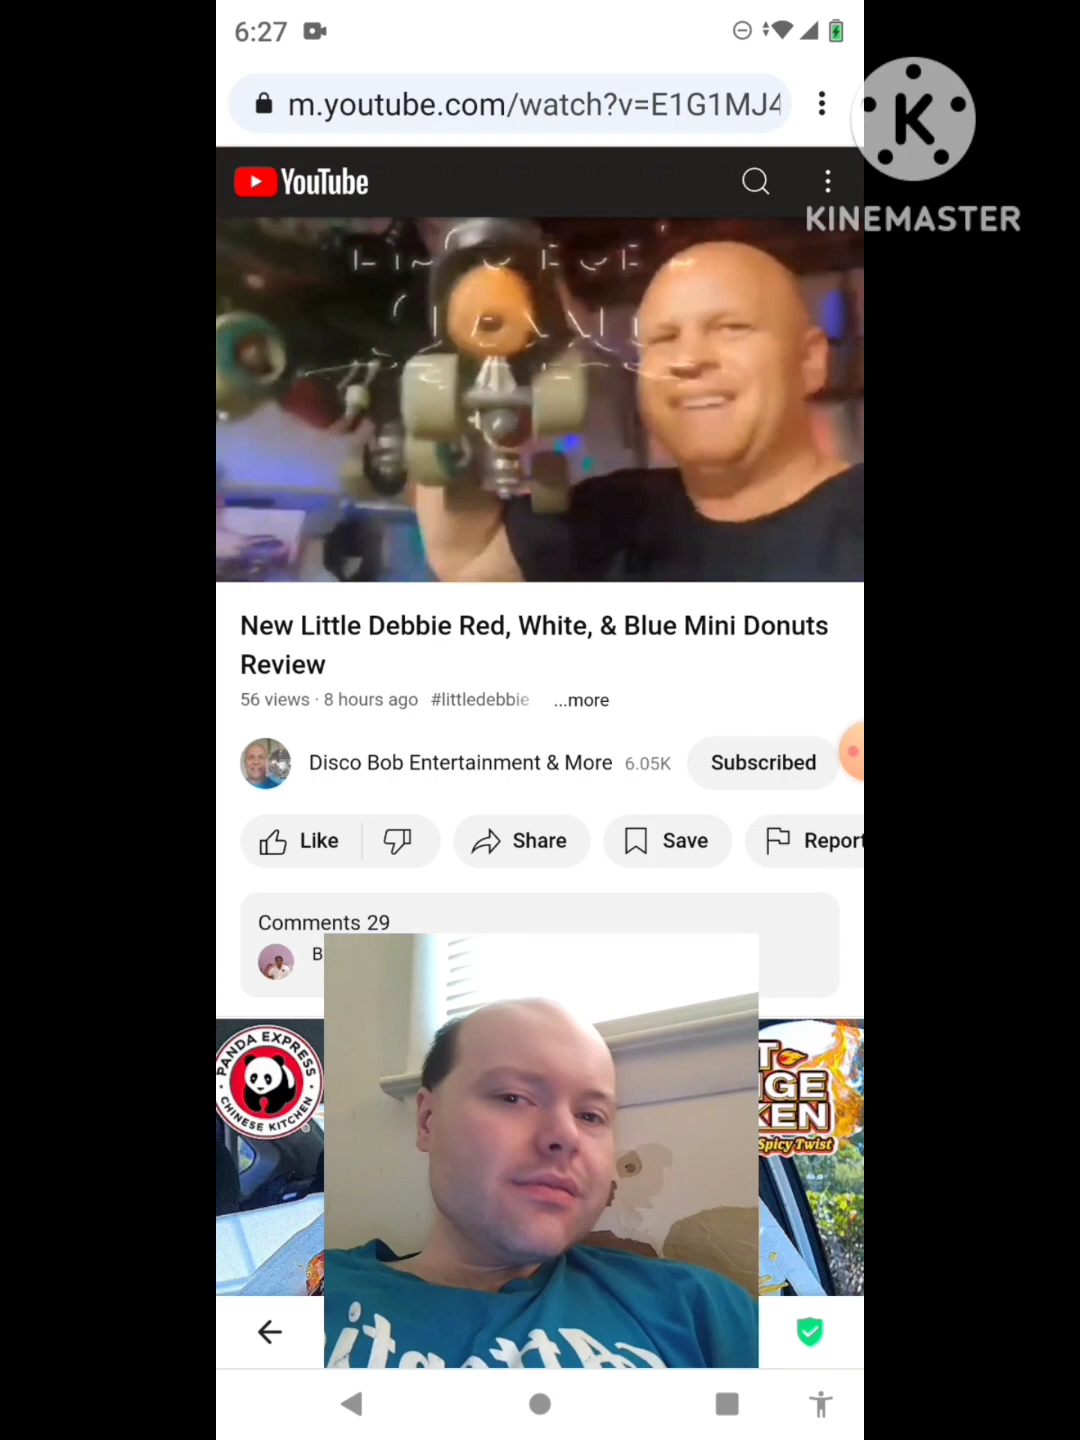 6:27
m.youtube.com/watch?v=E1G1MJ4
K
KINEMASTER
YouTube
New Little Debbie Red, White, & Blue Mini Donuts
Review
56 views · 8 hours ago #littledebbie ...more
Disco Bob Entertainment & More 6.05K Subscribed
Like Share Save Report
Comments 29
B
PANDA EXPRESS
CHINESE KITCHEN
Spicy Twist